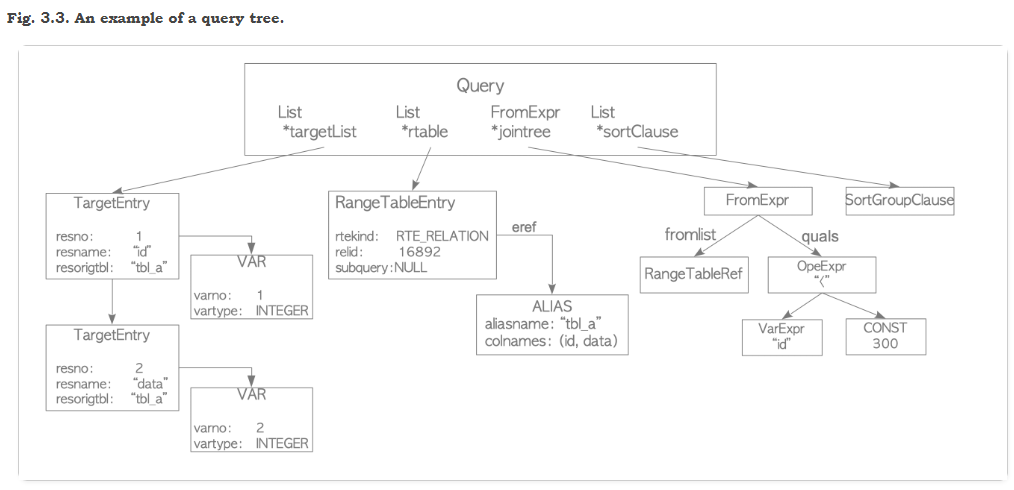 Fig. 3.3. An example of a query tree.
Query
List List FromExpr List
*targetList *rtable *jointree *sortClause
TargetEntry
resno: 1
resname: "id"
resorigtbl: "tbl_a"
VAR
varno: 1
vartype: INTEGER
TargetEntry
resno: 2
resname: "data"
resorigtbl: "tbl_a"
VAR
varno: 2
vartype: INTEGER
RangeTableEntry
rtekind: RTE_RELATION
relid: 16892
subquery: NULL
eref
ALIAS
aliasname: "tbl_a"
colnames: (id, data)
FromExpr
fromlist
quals
RangeTableRef
OpeExpr
"<"
VarExpr
"id"
CONST
300
SortGroupClause